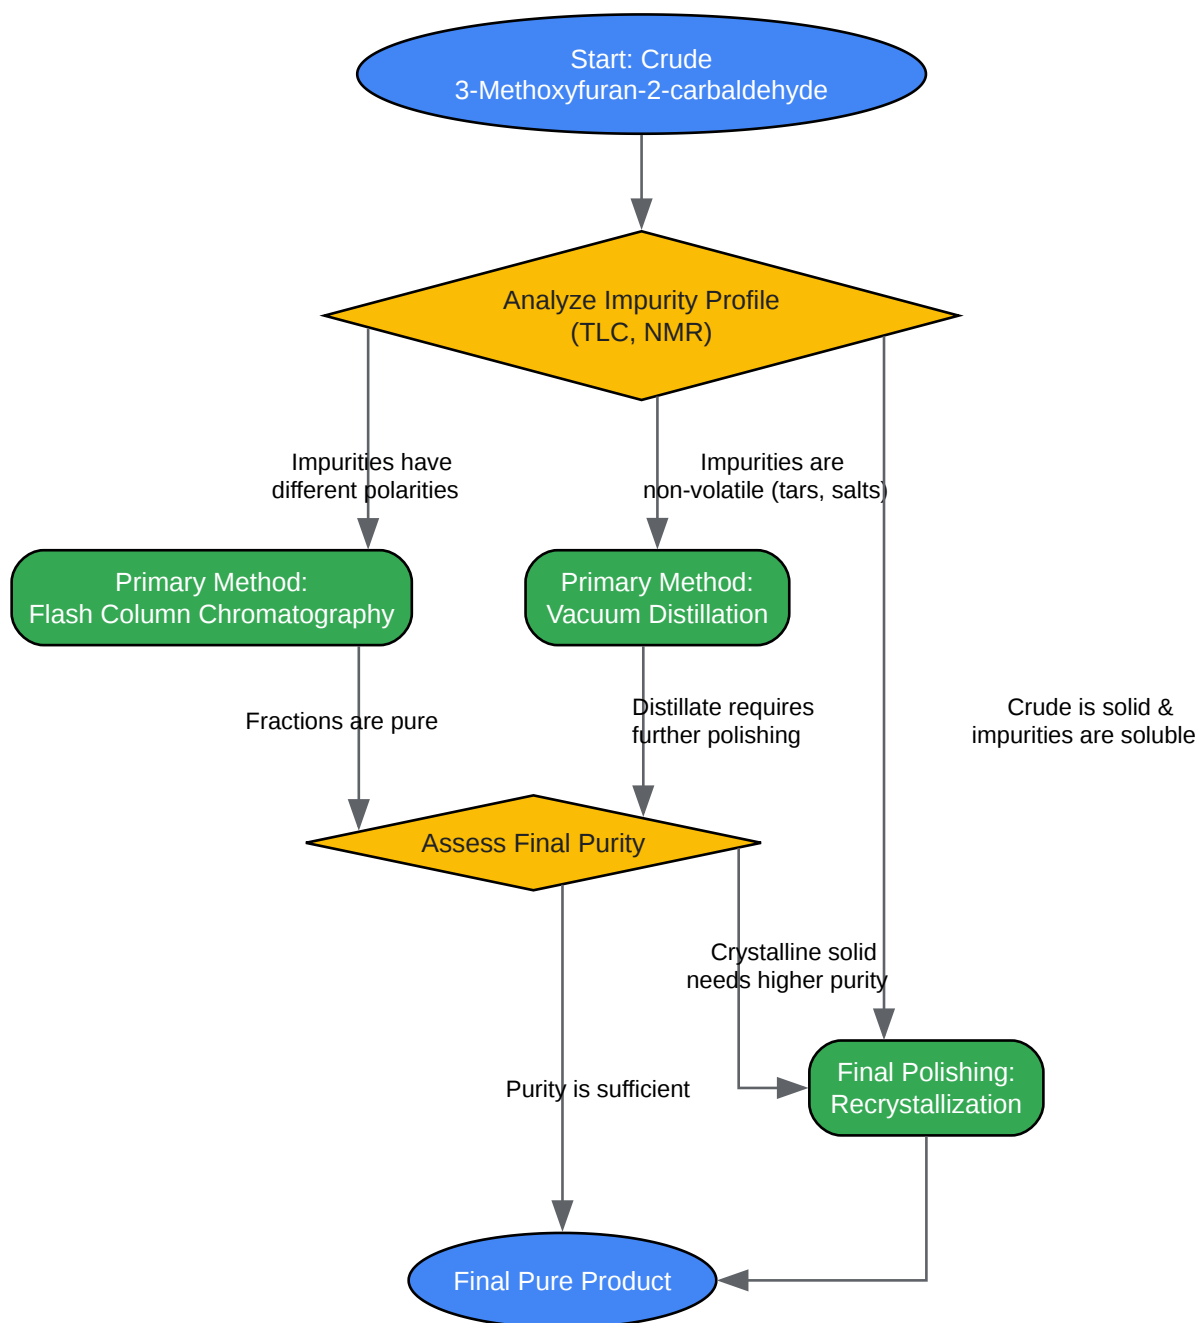 Start: Crude
3-Methoxyfuran-2-carbaldehyde
Analyze Impurity Profile
(TLC, NMR)
Impurities have
different polarities
Impurities are
non-volatile (tars, salts)
Primary Method:
Flash Column Chromatography
Primary Method:
Vacuum Distillation
Fractions are pure
Distillate requires
further polishing
Crude is solid &
impurities are soluble
Assess Final Purity
Crystalline solid
needs higher purity
Purity is sufficient
Final Polishing:
Recrystallization
Final Pure Product